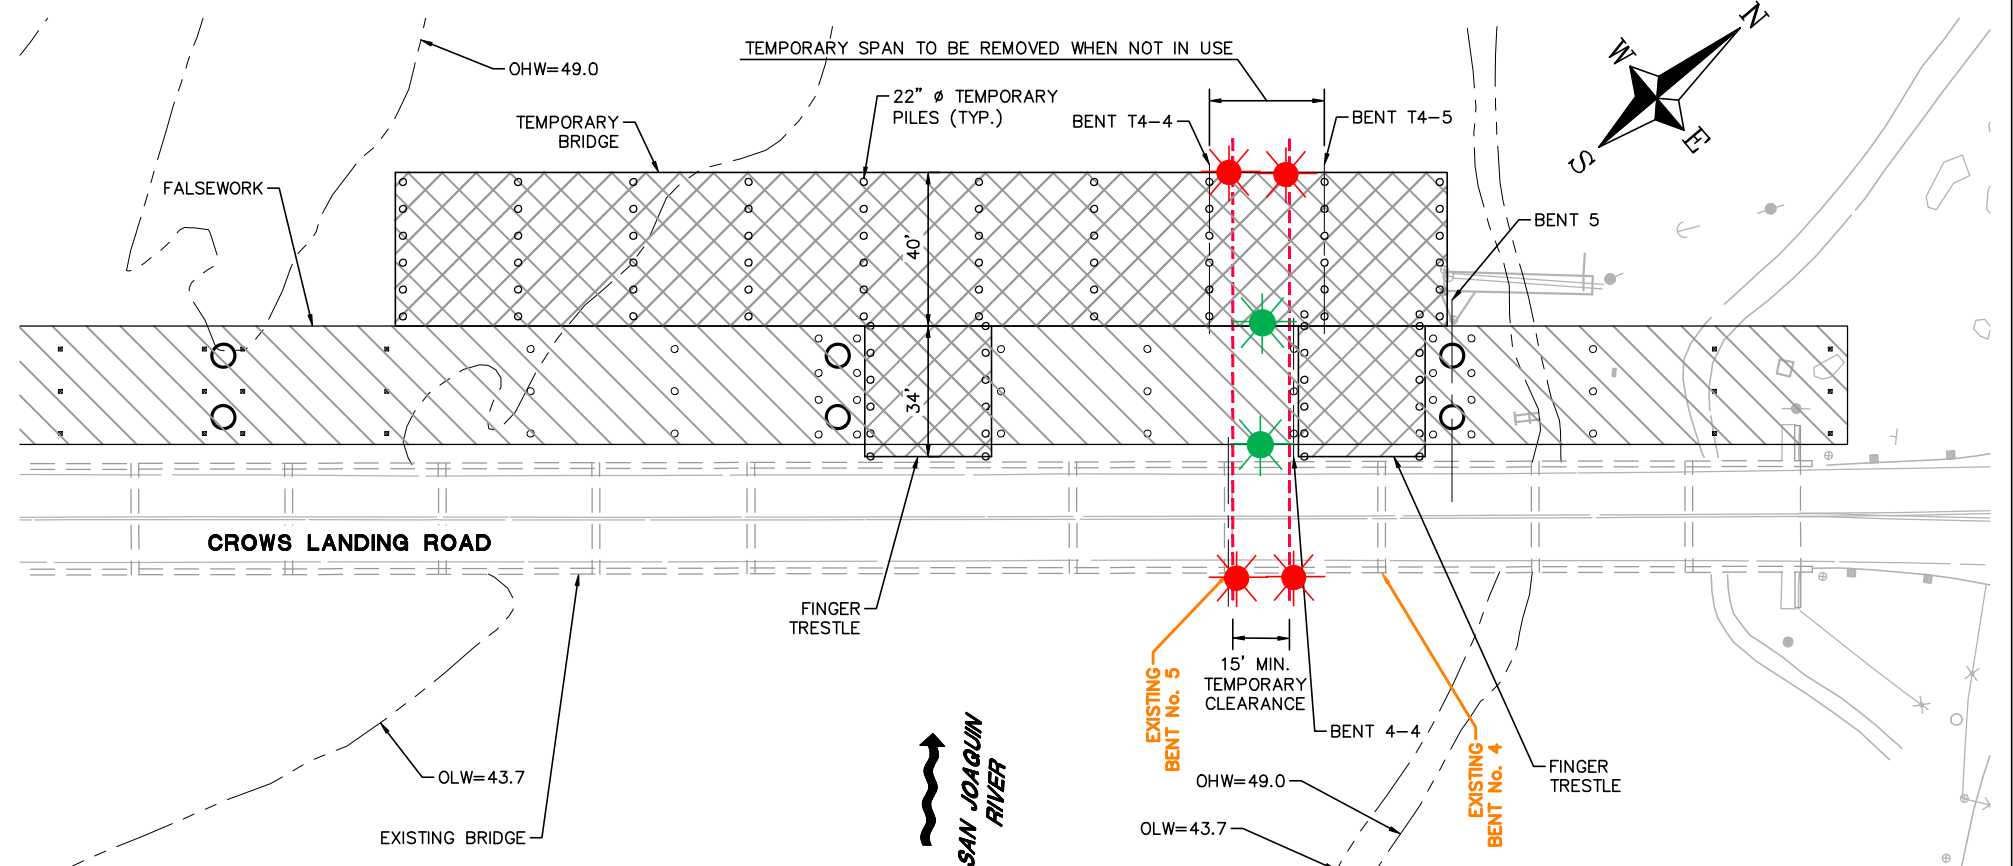 TEMPORARY SPAN TO BE REMOVED WHEN NOT IN USE
OHW=49.0
22" ø TEMPORARY
PILES (TYP.)
TEMPORARY
BRIDGE
BENT T4-4
BENT T4-5
N
W
E
S
FALSEWORK
BENT 5
40'
34'
CROWS LANDING ROAD
FINGER
TRESTLE
15' MIN.
TEMPORARY
CLEARANCE
EXISTING
BENT No. 5
BENT 4-4
EXISTING
BENT No. 4
FINGER
TRESTLE
OLW=43.7
EXISTING BRIDGE
SAN JOAQUIN
RIVER
OHW=49.0
OLW=43.7